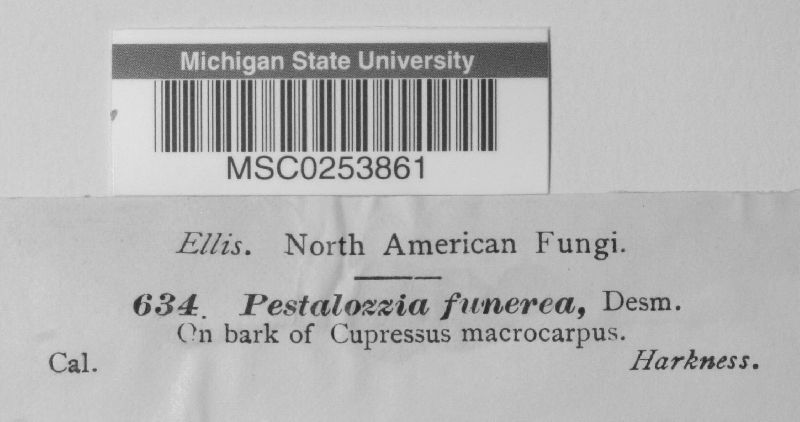 Michigan State University
MSC0253861
Ellis. North American Fungi.
634. Pestalozzia funerea, Desm.
On bark of Cupressus macrocarpus.
Cal. Harkness.